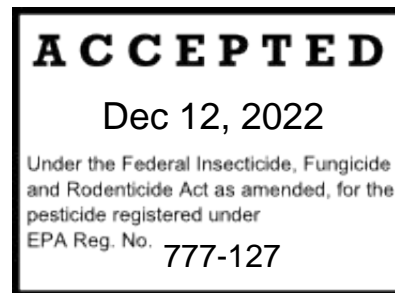 ACCEPTED
Dec 12, 2022
Under the Federal Insecticide, Fungicide
and Rodenticide Act as amended, for the
pesticide registered under
EPA Reg. No. 777-127